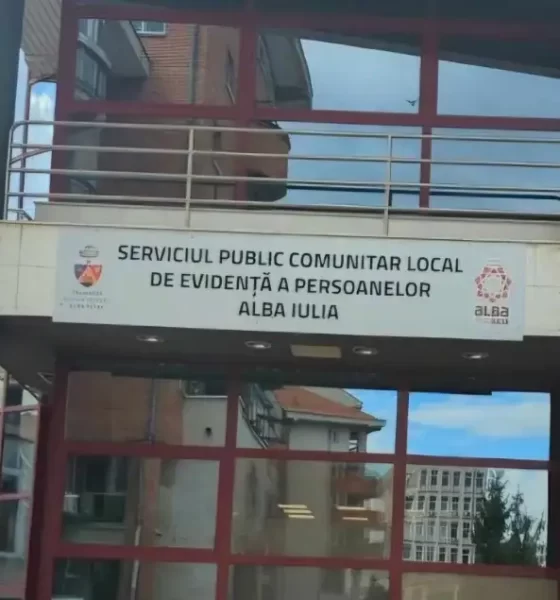 SERVICIUL PUBLIC COMUNITAR LOCAL
DE EVIDENȚĂ A PERSOANELOR
ALBA IULIA
alba